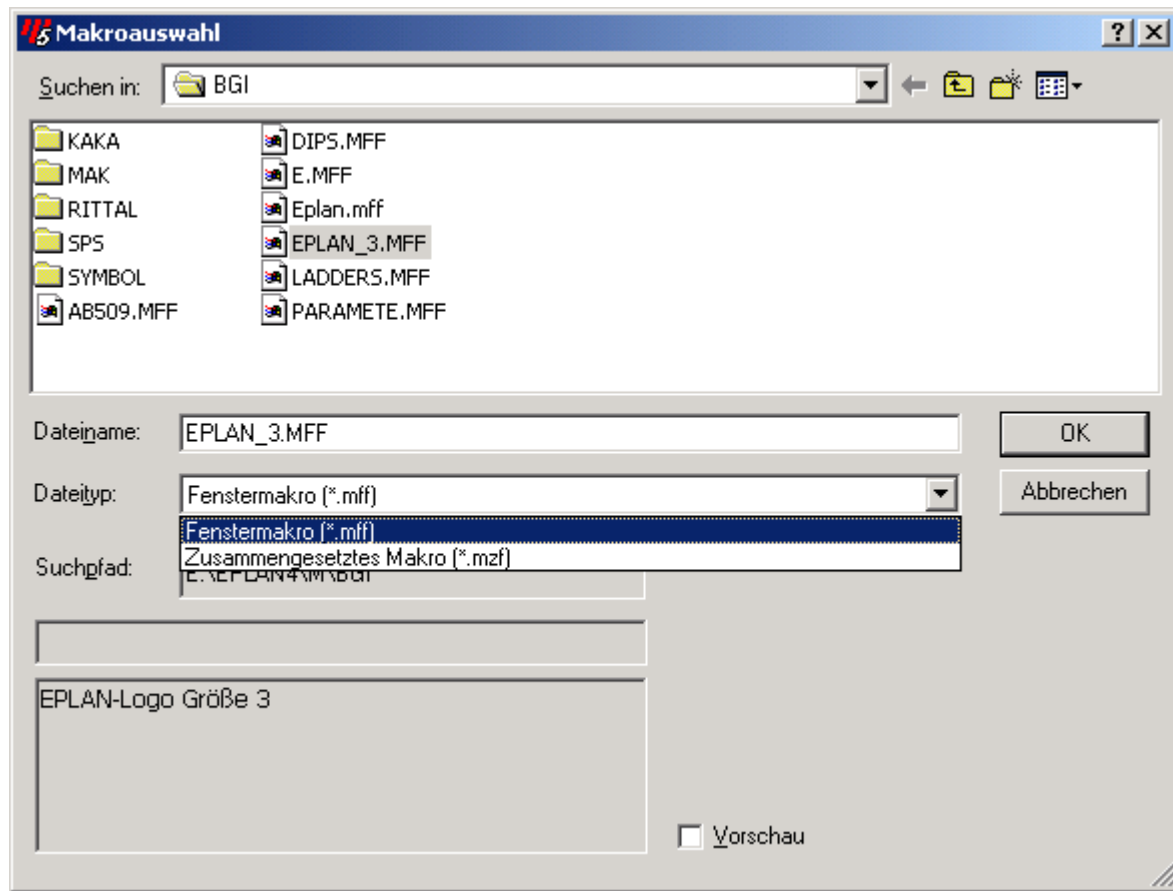 Makroauswahl
Suchen in: BGI
KAKA DIPS.MFF
MAK E.MFF
RITTAL Eplan.mff
SPS EPLAN_3.MFF
SYMBOL LADDERS.MFF
AB509.MFF PARAMETE.MFF
Dateiname: EPLAN_3.MFF OK
Dateityp: Fenstermakro (*.mff) Abbrechen
Fenstermakro (*.mff)
Zusammengesetztes Makro (*.mzf)
Suchpfad: E:\EPLAN4\M\BGI
EPLAN-Logo Größe 3
Vorschau